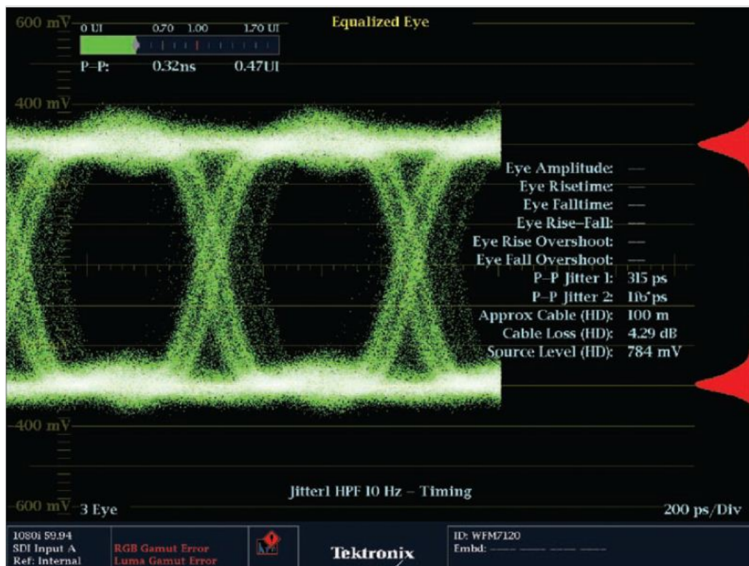 600 mV
Equalized Eye
0 UI 0.70 1.00 1.70 UI
P-P: 0.32ns 0.47UI
400 mV
Eye Amplitude: —
Eye Risetime: —
Eye Falltime: —
Eye Rise-Fall: —
Eye Rise Overshoot: —
Eye Fall Overshoot: —
P-P Jitter 1: 315 ps
P-P Jitter 2: ps
Approx Cable (HD): 100 m
Cable Loss (HD): 4.29 dB
Source Level (HD): 784 mV
-400 mV
Jitter1 HPF 10 Hz - Timing
-600 mV
3 Eye
200 ps/Div
1080i 59.94
SDI Input A
Ref: Internal
RGB Gamut Error
Luma Gamut Error
Tektronix
ID: WFM7120
Embd: ---- ---- ---- ----